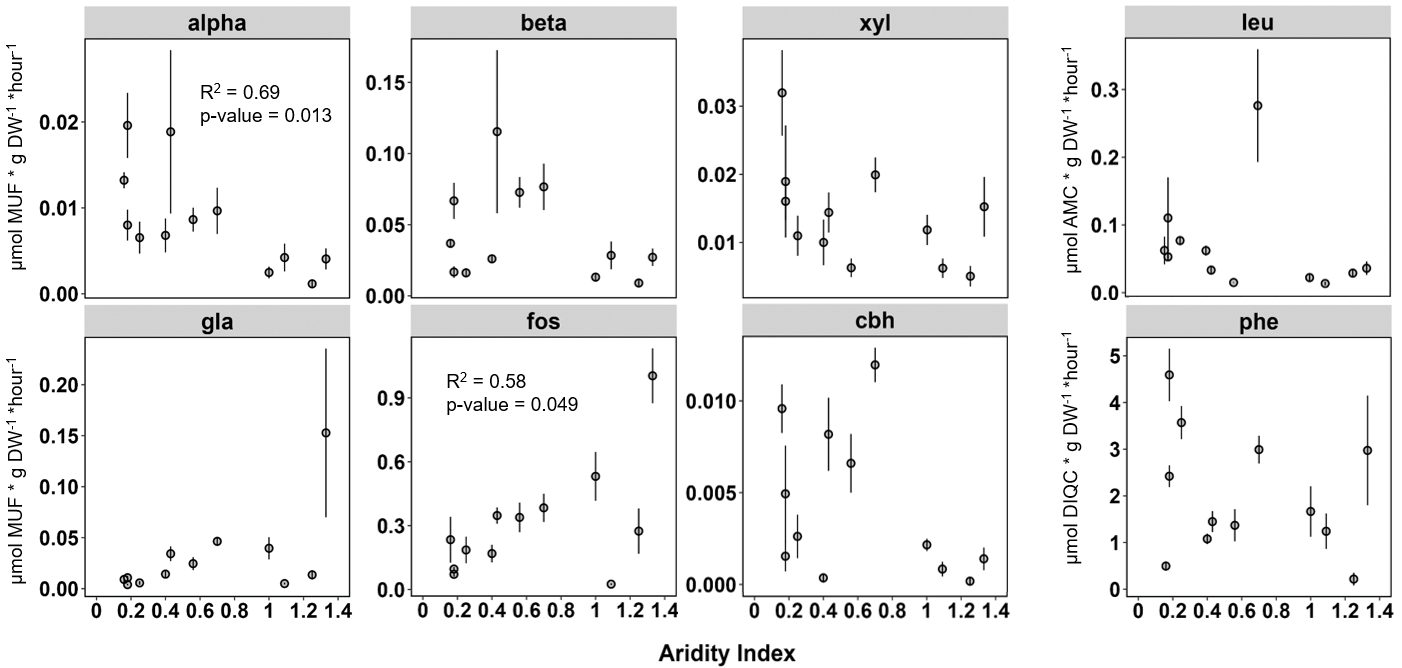 alpha
beta
xyl
leu
µmol MUF * g DW⁻¹ *hour⁻¹
0.02
0.01
0.00
R² = 0.69
p-value = 0.013
0.15
0.10
0.05
0.00
0.03
0.02
0.01
µmol AMC * g DW⁻¹ *hour⁻¹
0.3
0.2
0.1
0.0
gla
fos
cbh
phe
µmol MUF * g DW⁻¹ *hour⁻¹
0.20
0.15
0.10
0.05
0.00
0 0.2 0.4 0.6 0.8 1 1.2 1.4
R² = 0.58
p-value = 0.049
0.9
0.6
0.3
0.0
0 0.2 0.4 0.6 0.8 1 1.2 1.4
0.010
0.005
0.000
0 0.2 0.4 0.6 0.8 1 1.2 1.4
µmol DIQC * g DW⁻¹ *hour⁻¹
5
4
3
2
1
0
0 0.2 0.4 0.6 0.8 1 1.2 1.4
Aridity Index